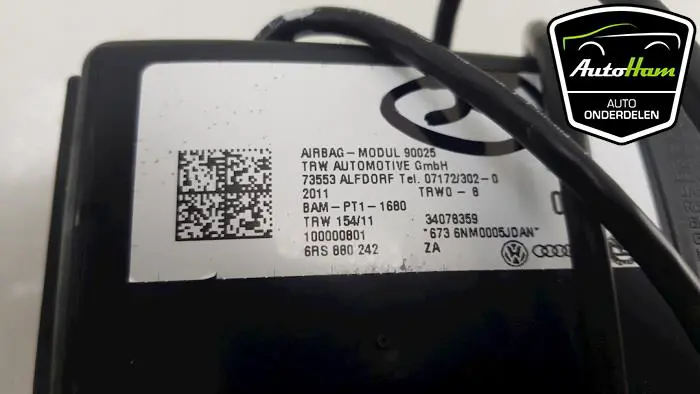 AutoHam
AUTO
ONDERDELEN
AIRBAG-MODUL 90025
TRW AUTOMOTIVE GmbH
73553 ALFDORF Tel. 07172/302-0
2011 TRWO-6
BAM-PT1-1680
TRW 154/11 34078359
100000801 *673 6NM0005JDAN*
6RS 880 242 ZA